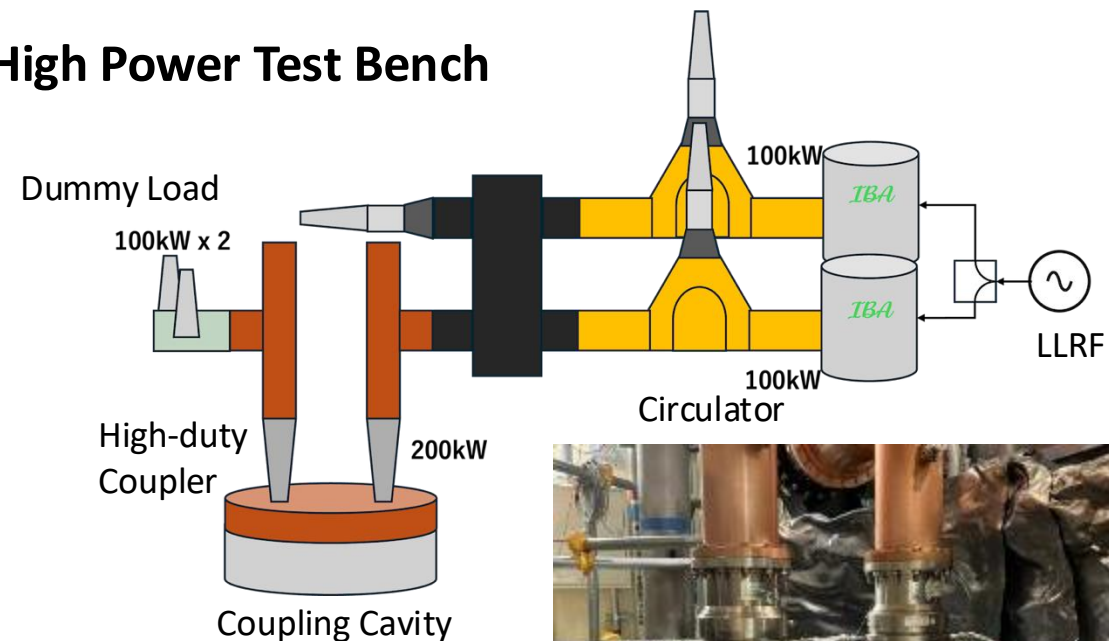 High Power Test Bench
100kW
Dummy Load
IBA
100kW x 2
IBA
LLRF
100kW
Circulator
High-duty
Coupler
200kW
Coupling Cavity